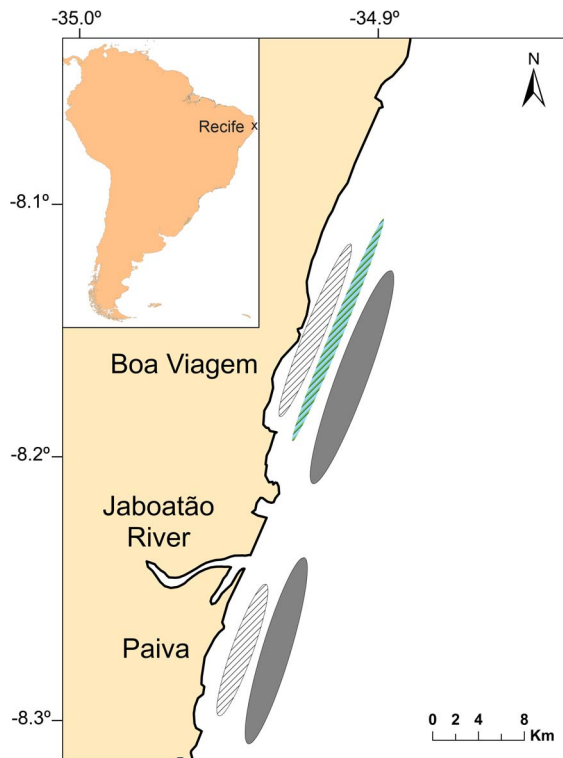 -35.0º
-34.9º
N
Recife x
-8.1º
Boa Viagem
-8.2º
Jaboatão
River
Paiva
-8.3º
0 2 4 8
Km